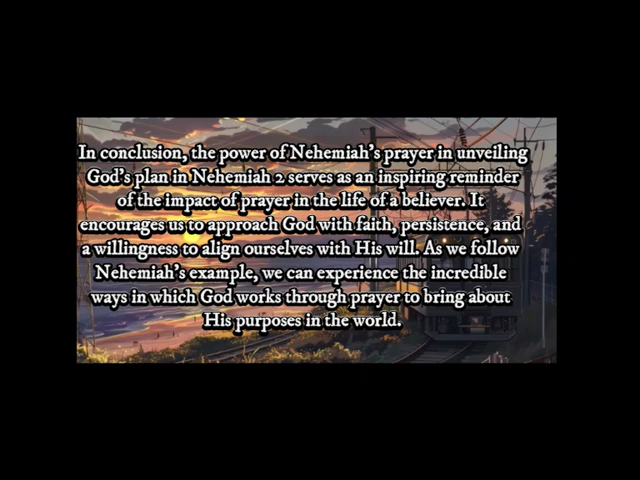 In conclusion, the power of Nehemiah's prayer in unveiling
God's plan in Nehemiah 2 serves as an inspiring reminder
of the impact of prayer in the life of a believer. It
encourages us to approach God with faith, persistence, and
a willingness to align ourselves with His will. As we follow
Nehemiah's example, we can experience the incredible
ways in which God works through prayer to bring about
His purposes in the world.